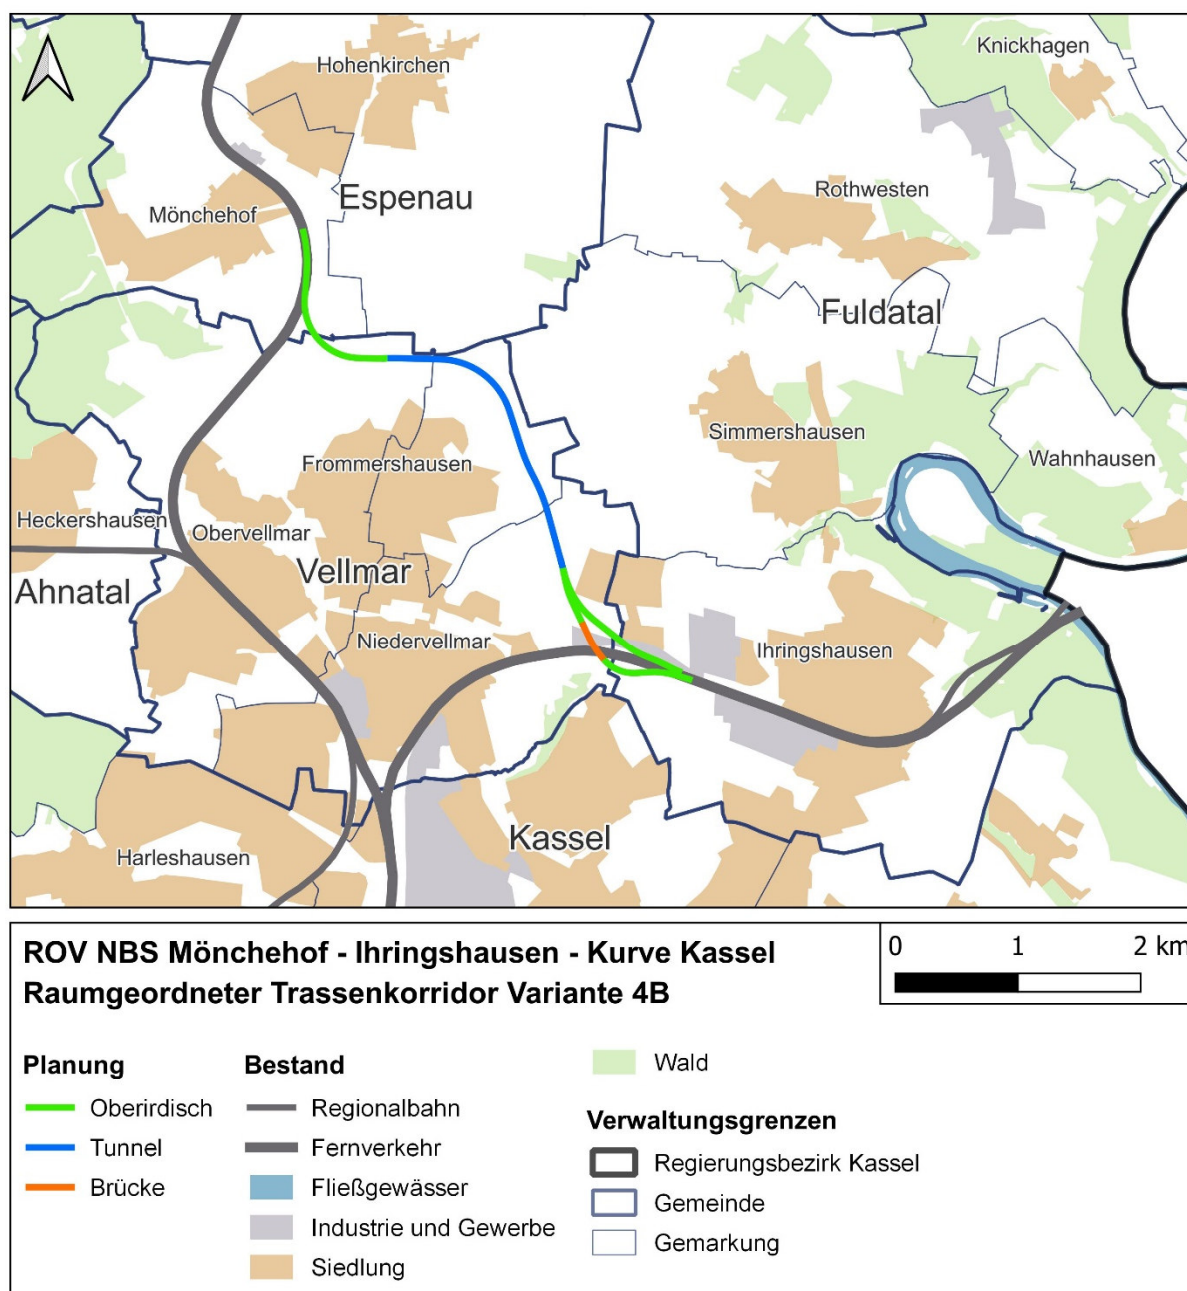 Knickhagen
Hohenkirchen
Rothwesten
Espenau
Mönchehof
Fuldatal
Simmershausen
Wahnhausen
Frommershausen
Heckershausen
Obervellmar
Vellmar
Ahnatal
Niedervellmar
Ihringshausen
Kassel
Harleshausen
ROV NBS Mönchehof - Ihringshausen - Kurve Kassel
Raumgeordneter Trassenkorridor Variante 4B
0 1 2 km
Planung
Oberirdisch
Tunnel
Brücke
Bestand
Regionalbahn
Fernverkehr
Fließgewässer
Industrie und Gewerbe
Siedlung
Wald
Verwaltungsgrenzen
Regierungsbezirk Kassel
Gemeinde
Gemarkung